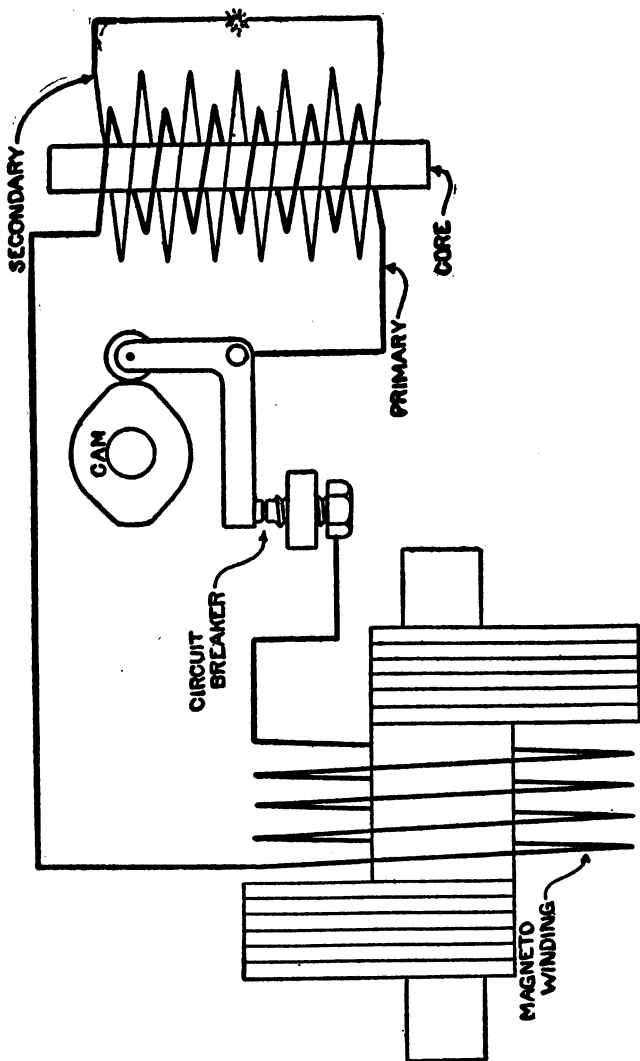 SECONDARY
CORE
PRIMARY
CAM
CIRCUIT
BREAKER
MAGNETO
WINDING